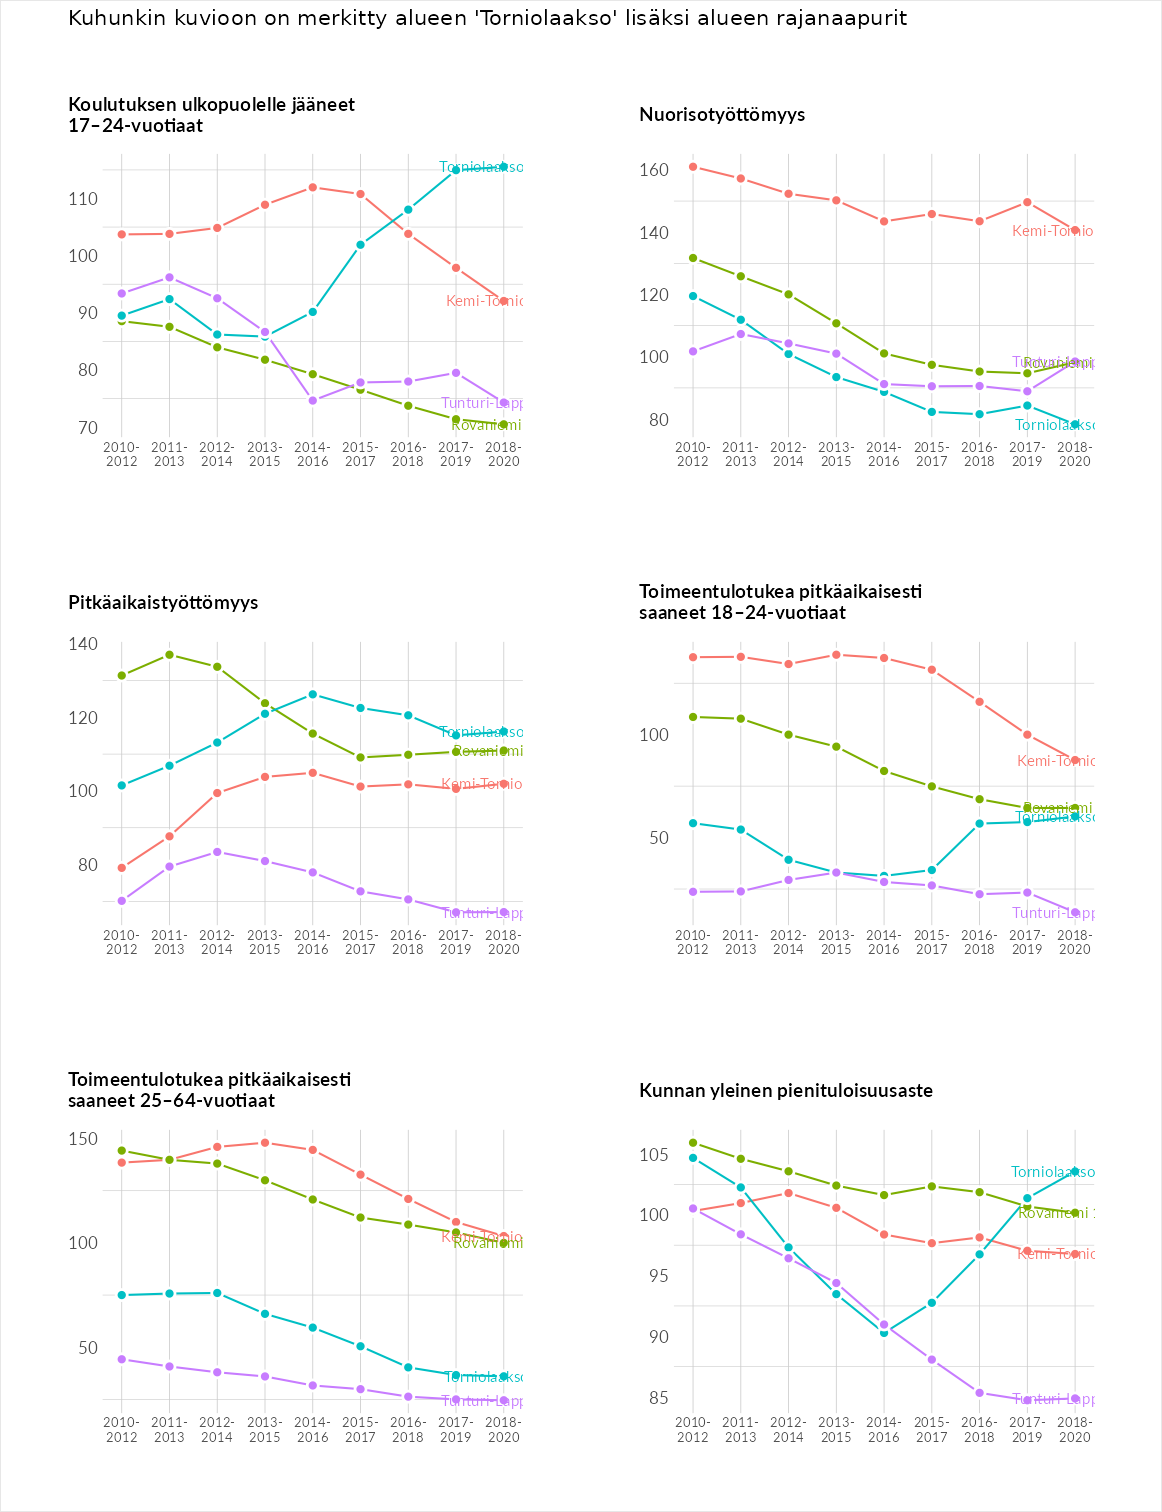 Kuhunkin kuvioon on merkitty alueen 'Torniolaakso' lisäksi alueen rajanaapurit
Koulutuksen ulkopuolelle jääneet
17–24-vuotiaat
110
100
90
80
70
Torniolaakso
Kemi-Tornio
Tunturi-Lapp
Rovaniemi
2010-2012 2011-2013 2012-2014 2013-2015 2014-2016 2015-2017 2016-2018 2017-2019 2018-2020
Nuorisotyöttömyys
160
140
120
100
80
Kemi-Tornio
Tunturi-Lapp
Rovaniemi
Torniolaakso
2010-2012 2011-2013 2012-2014 2013-2015 2014-2016 2015-2017 2016-2018 2017-2019 2018-2020
Pitkäaikaistyöttömyys
140
120
100
80
Torniolaakso
Rovaniemi
Kemi-Tornio
Tunturi-Lapp
2010-2012 2011-2013 2012-2014 2013-2015 2014-2016 2015-2017 2016-2018 2017-2019 2018-2020
Toimeentulotukea pitkäaikaisesti
saaneet 18–24-vuotiaat
100
50
Kemi-Tornio
Rovaniemi
Torniolaakso
Tunturi-Lapp
2010-2012 2011-2013 2012-2014 2013-2015 2014-2016 2015-2017 2016-2018 2017-2019 2018-2020
Toimeentulotukea pitkäaikaisesti
saaneet 25–64-vuotiaat
150
100
50
Kemi-Tornio
Rovaniemi
Torniolaakso
Tunturi-Lapp
2010-2012 2011-2013 2012-2014 2013-2015 2014-2016 2015-2017 2016-2018 2017-2019 2018-2020
Kunnan yleinen pienituloisuusaste
105
100
95
90
85
Torniolaakso
Rovaniemi
Kemi-Tornio
Tunturi-Lapp
2010-2012 2011-2013 2012-2014 2013-2015 2014-2016 2015-2017 2016-2018 2017-2019 2018-2020